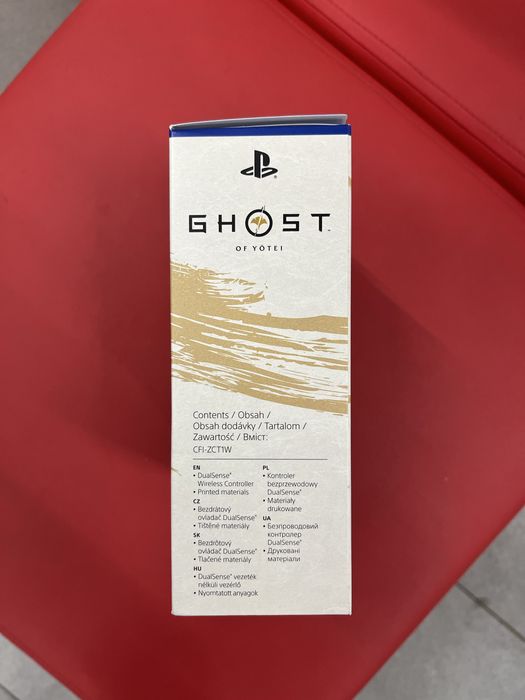 GHOST
OF YŌTEI
Contents / Obsah /
Obsah dodávky / Tartalom /
Zawartość / Вміст:
CFI-ZCT1W
EN
• DualSense®
Wireless Controller
• Printed materials
CZ
• Bezdrátový
ovladač DualSense®
• Tištěné materiály
SK
• Bezdrôtový
ovládač DualSense®
• Tlačené materiály
HU
• DualSense® vezeték
nélküli vezérlő
• Nyomtatott anyagok
PL
• Kontroler
bezprzewodowy
DualSense®
• Materiały
drukowane
UA
• Безпроводовий
контролер
DualSense®
• Друковані
матеріали